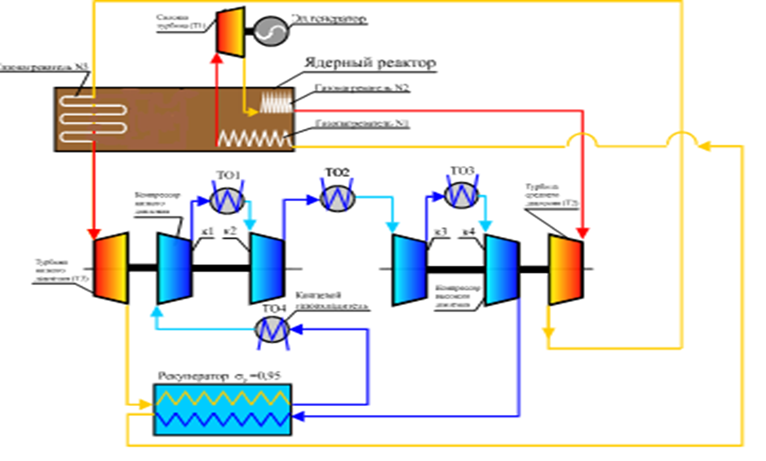 Силовая
турбина (Т1)
Эл.генератор
Ядерный реактор
Газонагреватель N3
Газонагреватель N2
Газонагреватель N1
ТО1
ТО2
ТО3
Компрессор
низкого
давления
Турбина
среднего
давления (Т2)
к1
к2
к3
к4
Турбина
низкого
давления (Т3)
Компрессор
высокого
давления
Концевой
газоохладитель
ТО4
Рекуператор σ =0,95